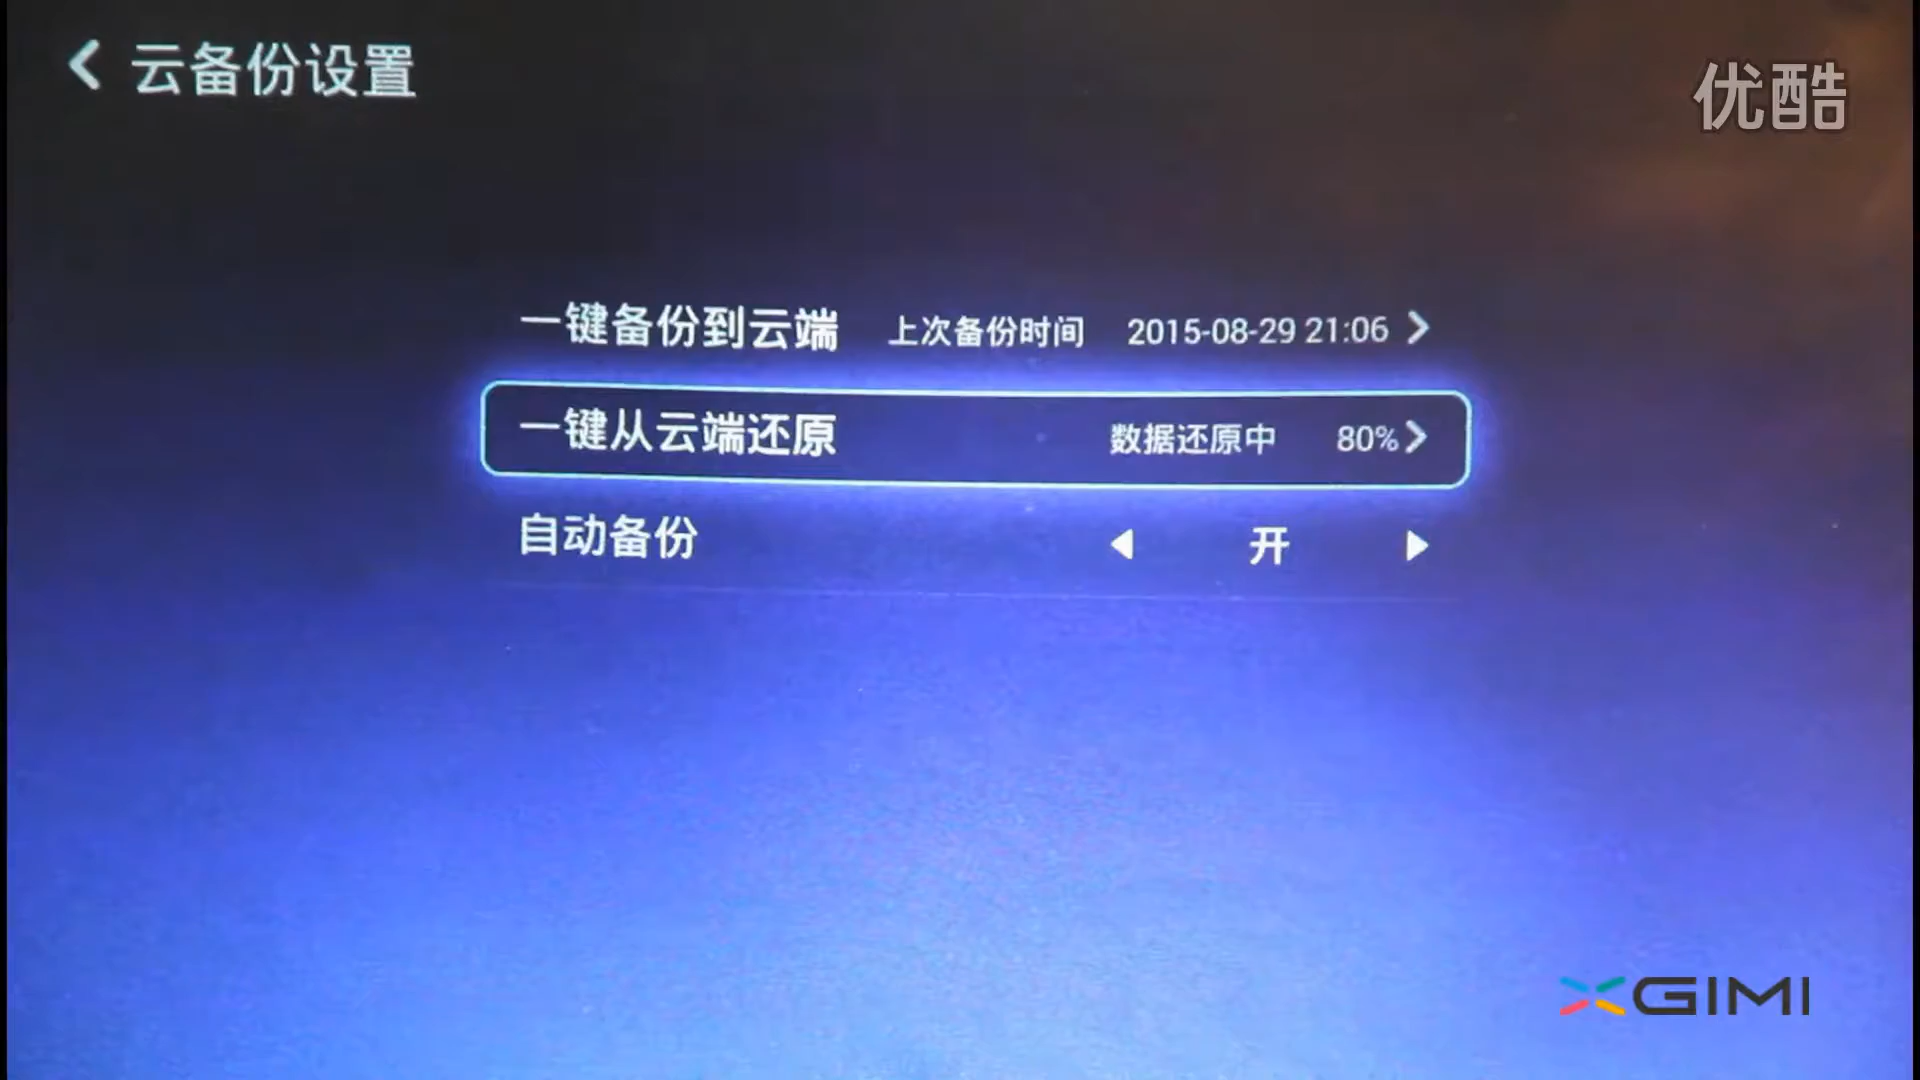 云备份设置
优酷
一键备份到云端 上次备份时间 2015-08-29 21:06
一键从云端还原 数据还原中 80%
自动备份 开
XGIMI